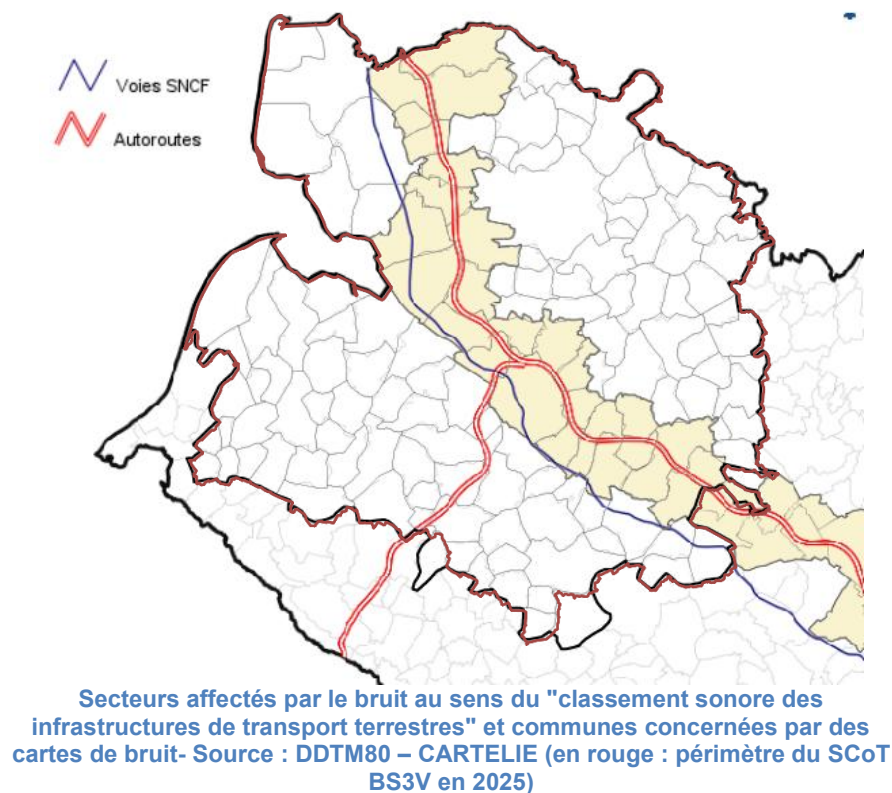 Voies SNCF
Autoroutes
Secteurs affectés par le bruit au sens du "classement sonore des
infrastructures de transport terrestres" et communes concernées par des
cartes de bruit- Source : DDTM80 – CARTELIE (en rouge : périmètre du SCoT
BS3V en 2025)